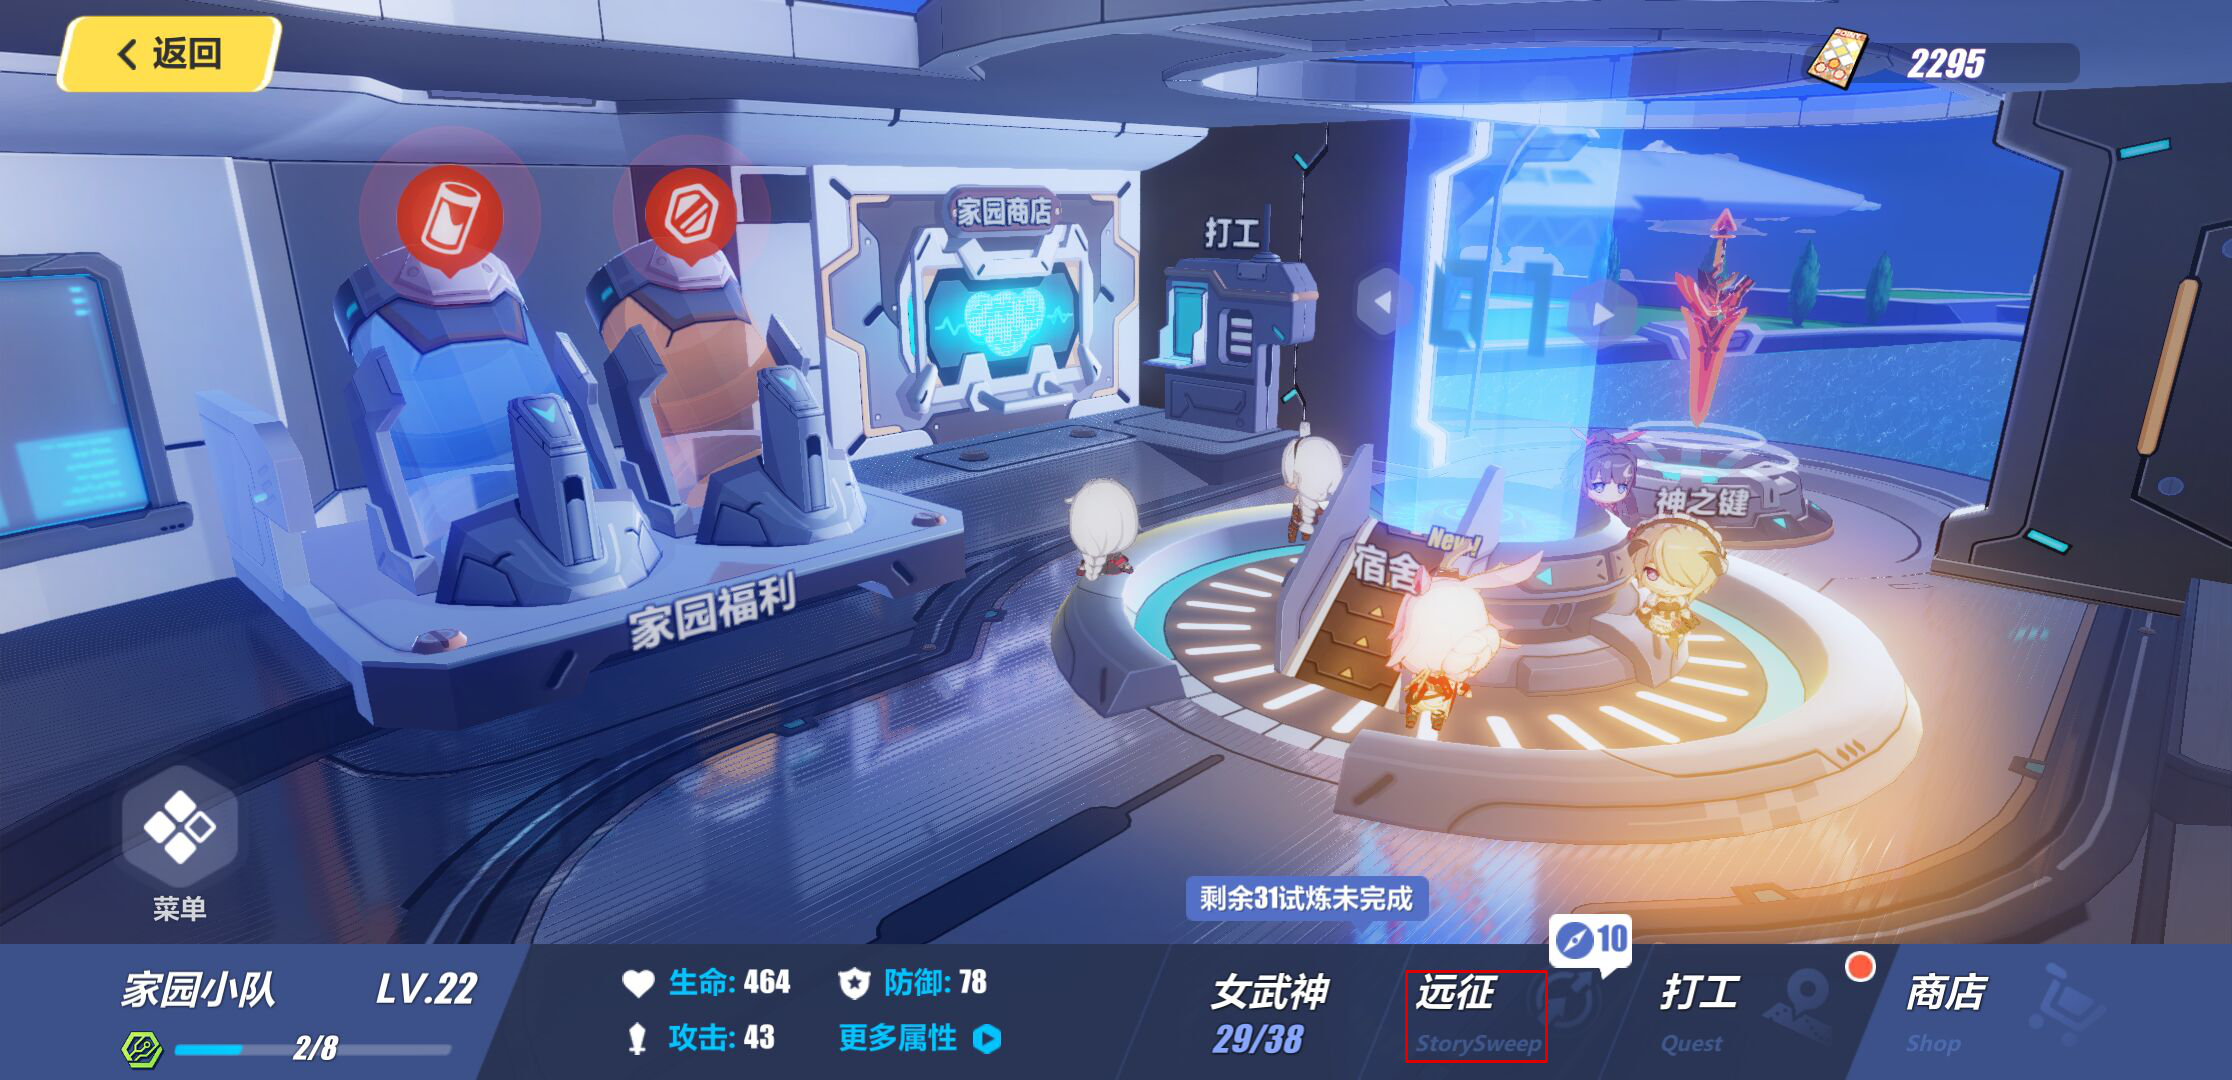 返回
2295
家园商店
打工
神之键
New!
宿舍
家园福利
菜单
剩余31试炼未完成
10
家园小队 LV.22
2/8
生命: 464 防御: 78
攻击: 43 更多属性
女武神
29/38
远征
StorySweep
打工
Quest
商店
Shop